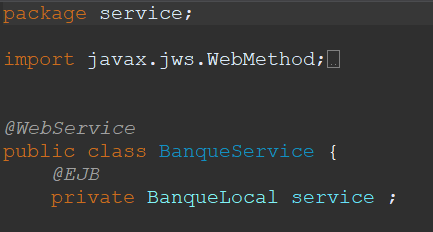 package service;
import javax.jws.WebMethod;
@WebService
public class BanqueService {
@EJB
private BanqueLocal service ;